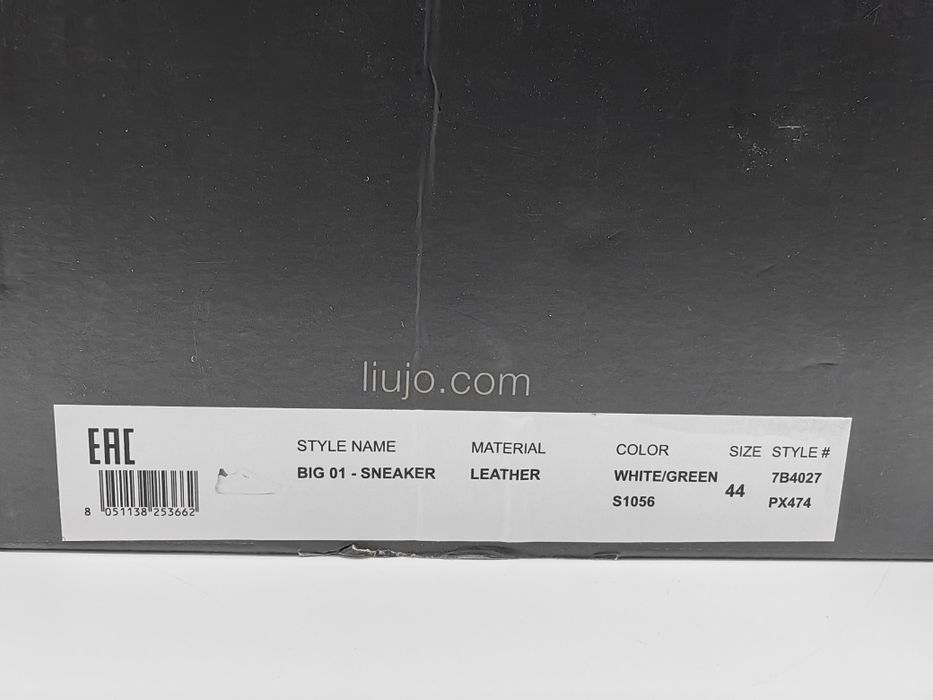 liujo.com
EAC
STYLE NAME MATERIAL COLOR SIZE STYLE #
BIG 01 - SNEAKER LEATHER WHITE/GREEN 44 7B4027
S1056 PX474
8 051138 253662